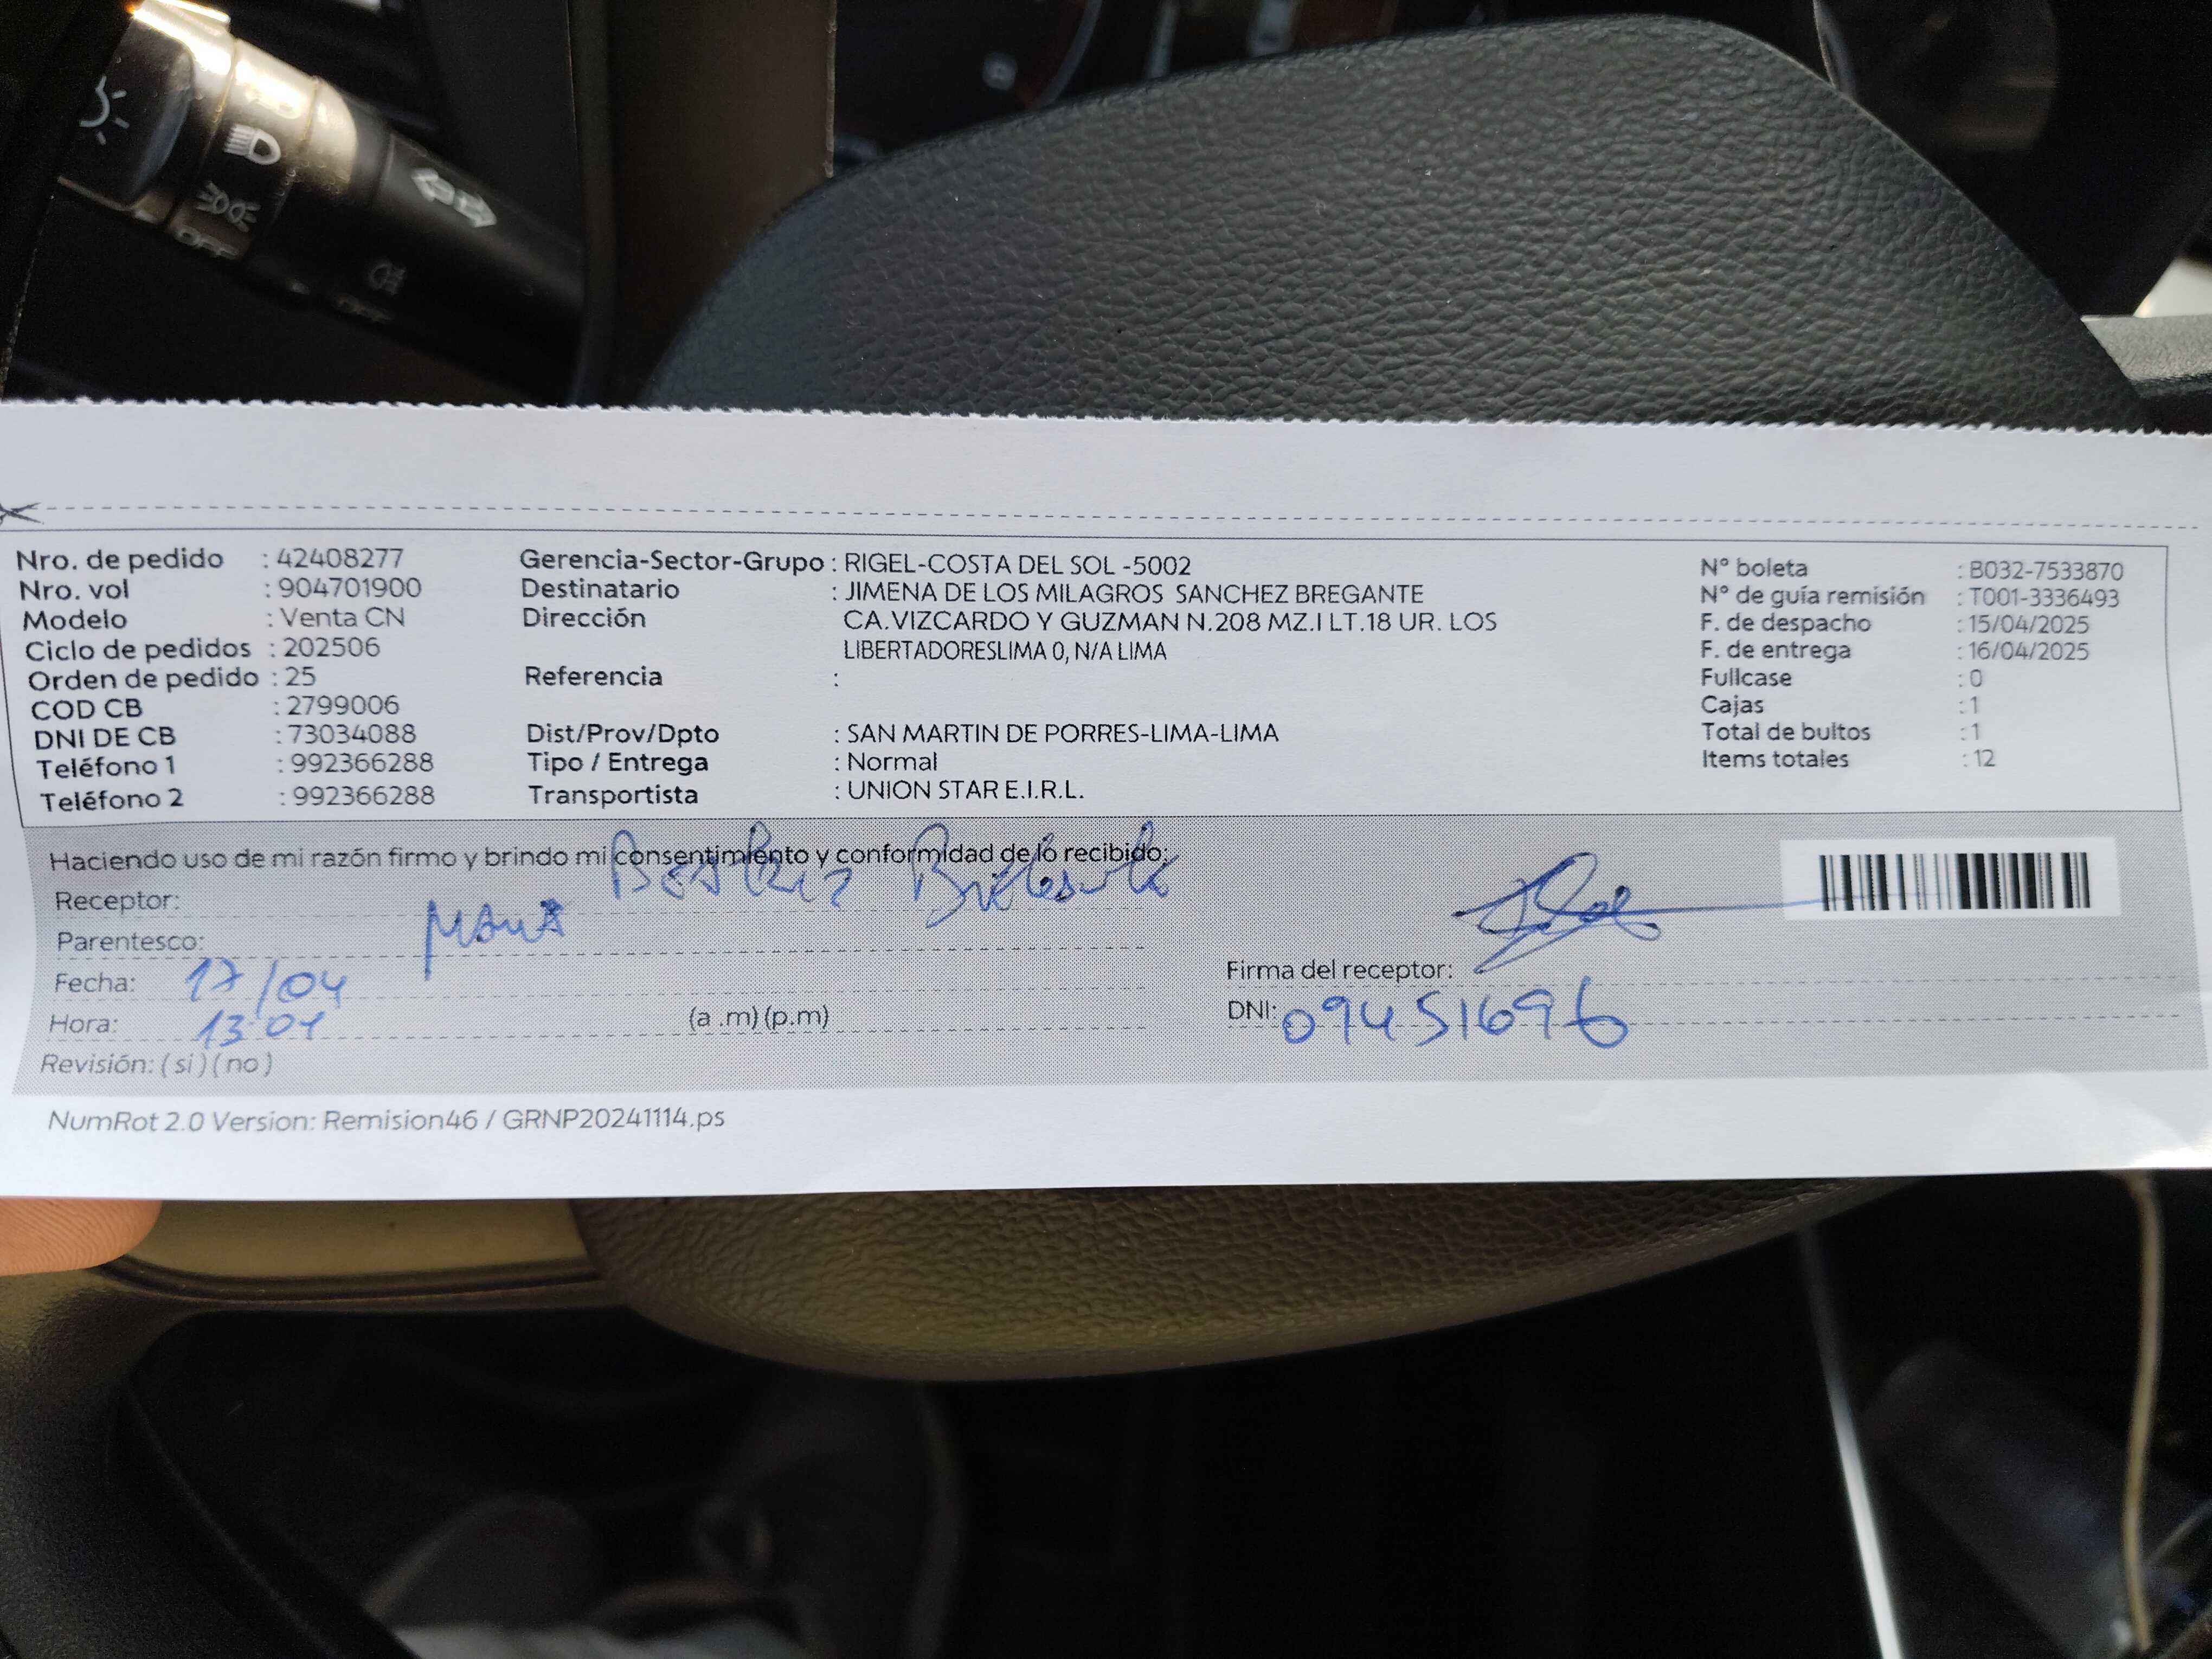 Nro. de pedido : 42408277
Nro. vol : 904701900
Modelo : Venta CN
Ciclo de pedidos : 202506
Orden de pedido : 25
COD CB : 2799006
DNI DE CB : 73034088
Teléfono 1 : 992366288
Teléfono 2 : 992366288
Gerencia-Sector-Grupo : RIGEL-COSTA DEL SOL -5002
Destinatario : JIMENA DE LOS MILAGROS SANCHEZ BREGANTE
Dirección CA.VIZCARDO Y GUZMAN N.208 MZ.I LT.18 UR. LOS
LIBERTADORESLIMA 0, N/A LIMA
Referencia :
Dist/Prov/Dpto : SAN MARTIN DE PORRES-LIMA-LIMA
Tipo / Entrega : Normal
Transportista : UNION STAR E.I.R.L.
N° boleta : B032-7533870
N° de guía remisión : T001-3336493
F. de despacho : 15/04/2025
F. de entrega : 16/04/2025
Fullcase : 0
Cajas : 1
Total de bultos : 1
Items totales : 12
Haciendo uso de mi razón firmo y brindo mi consentimiento y conformidad de lo recibido:
Receptor: Beatriz
Parentesco:
Fecha: 17/04
Hora: 13:01 (a .m) (p.m)
Revisión: ( si ) ( no )
Firma del receptor:
DNI: 09451696
NumRot 2.0 Version: Remision46 / GRNP20241114.ps
OFF
OFF